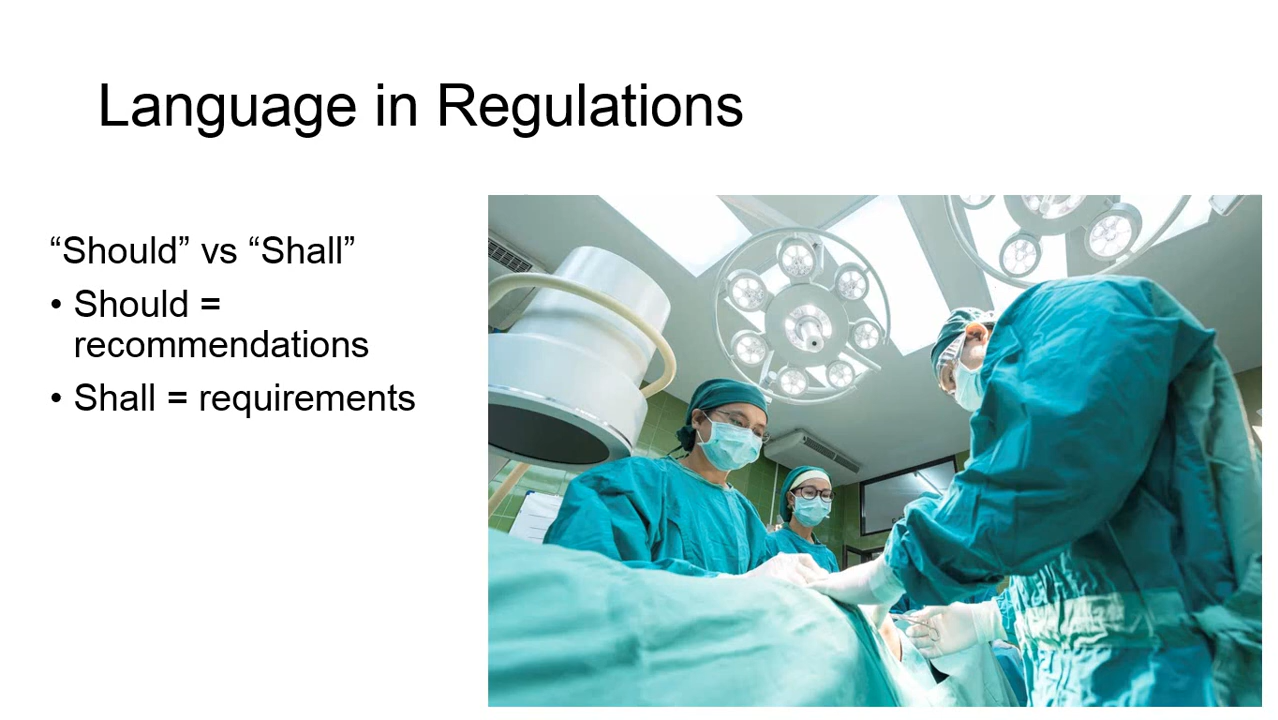 Language in Regulations
“Should” vs “Shall”
• Should =
recommendations
• Shall = requirements